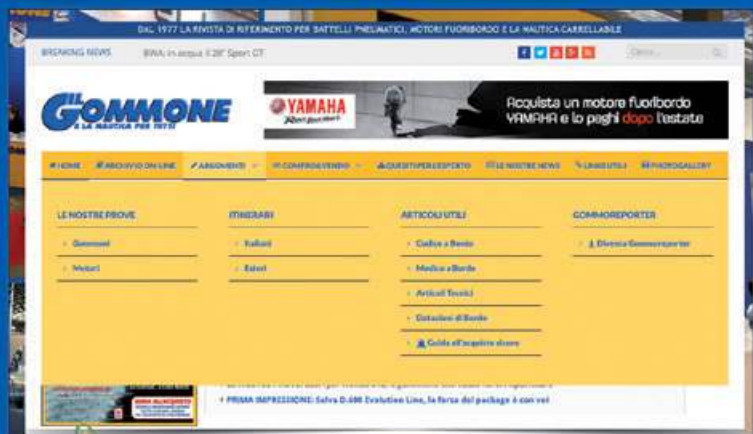 DAL 1977 LA RIVISTA DI RIFERIMENTO PER BATTELLI PNEUMATICI, MOTORI FUORIBORDO E LA NAUTICA CARRELLABILE
BREAKING NEWS BWA: in acqua il 28' Sport GT
Cerca...
IL GOMMONE
E LA NAUTICA PER TUTTI
YAMAHA
Acquista un motore fuoribordo
YAMAHA e lo paghi dopo l'estate
HOME ARCHIVIO ON-LINE ARGOMENTI COMPRO&VENDO QUESITI PER L'ESPERTO LE NOSTRE NEWS LINKS UTILI PHOTOGALLERY
LE NOSTRE PROVE ITINERARI ARTICOLI UTILI GOMMOREPORTER
Gommoni Italiani Codice a Bordo Diventa Gommoreporter
Motori Esteri Medico a Bordo
Articoli Tecnici
Dotazioni di Bordo
Guida all'acquisto sicuro
PRIMA IMPRESSIONE: Selva D.600 Evolution Line, la forza del package è con voi